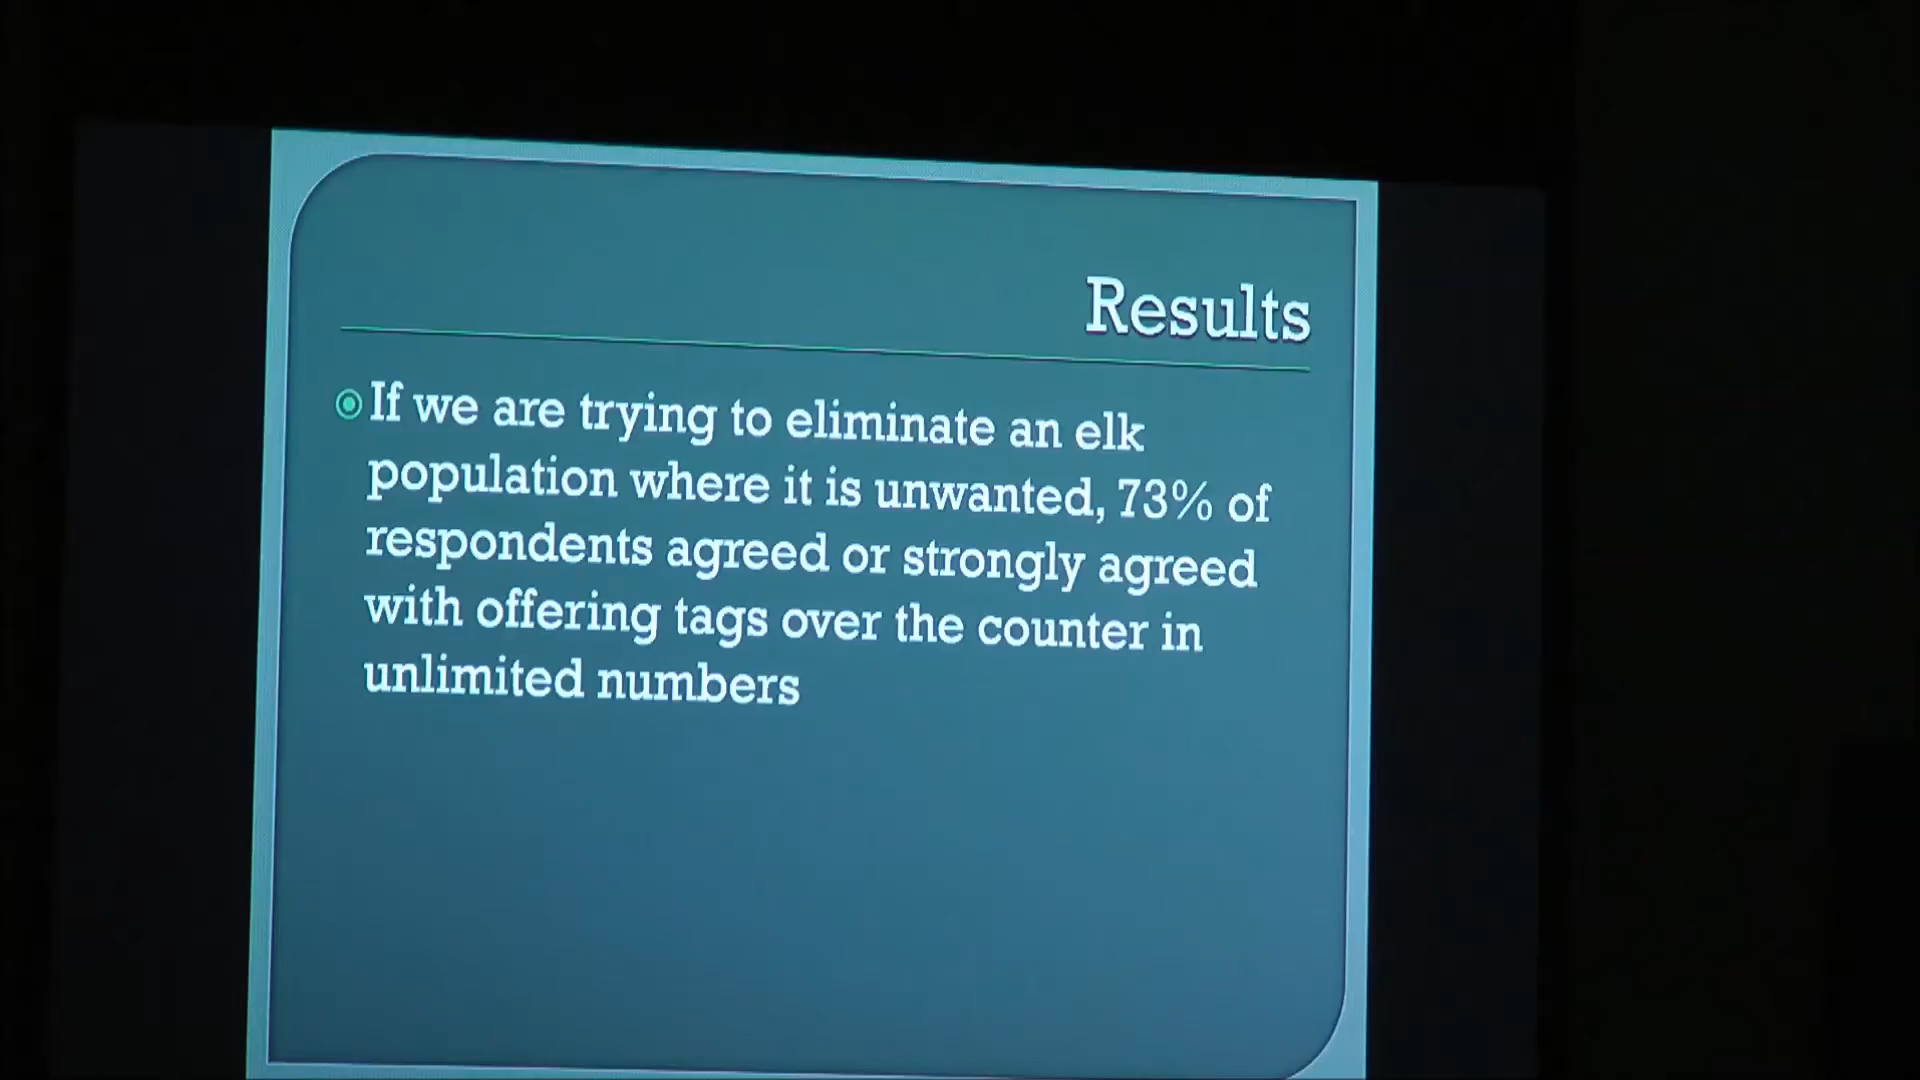 Results
If we are trying to eliminate an elk
population where it is unwanted, 73% of
respondents agreed or strongly agreed
with offering tags over the counter in
unlimited numbers